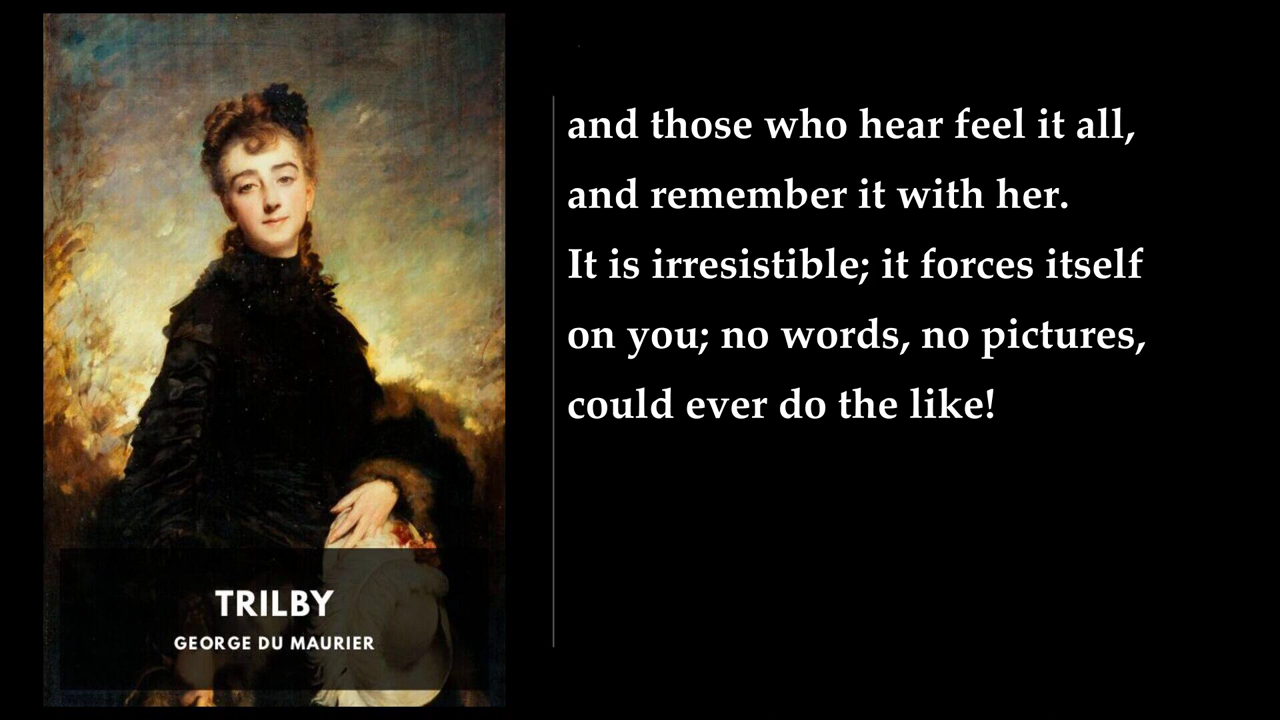 and those who hear feel it all,
and remember it with her.
It is irresistible; it forces itself
on you; no words, no pictures,
could ever do the like!
TRILBY
GEORGE DU MAURIER